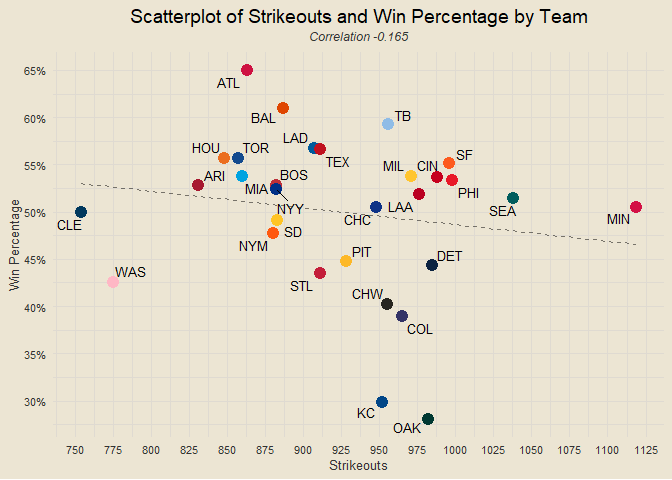 Scatterplot of Strikeouts and Win Percentage by Team
Correlation -0.165
65%
ATL
60%
BAL
TB
LAD
HOU
TOR
TEX
55%
MIL
CIN
SF
ARI
MIA
BOS
PHI
50%
CLE
NYY
CHC
LAA
SEA
MIN
NYM
SD
45%
PIT
DET
WAS
STL
CHW
40%
COL
35%
30%
KC
OAK
Win Percentage
750 775 800 825 850 875 900 925 950 975 1000 1025 1050 1075 1100 1125
Strikeouts